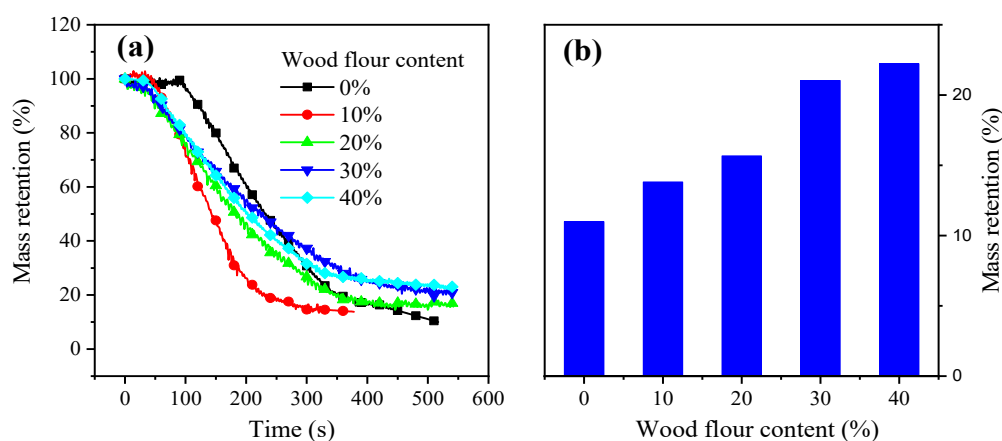 (a)
Wood flour content
0%
10%
20%
30%
40%
Mass retention (%)
120
100
80
60
40
20
0
0 100 200 300 400 500 600
Time (s)
(b)
Mass retention (%)
20
10
0
0 10 20 30 40
Wood flour content (%)